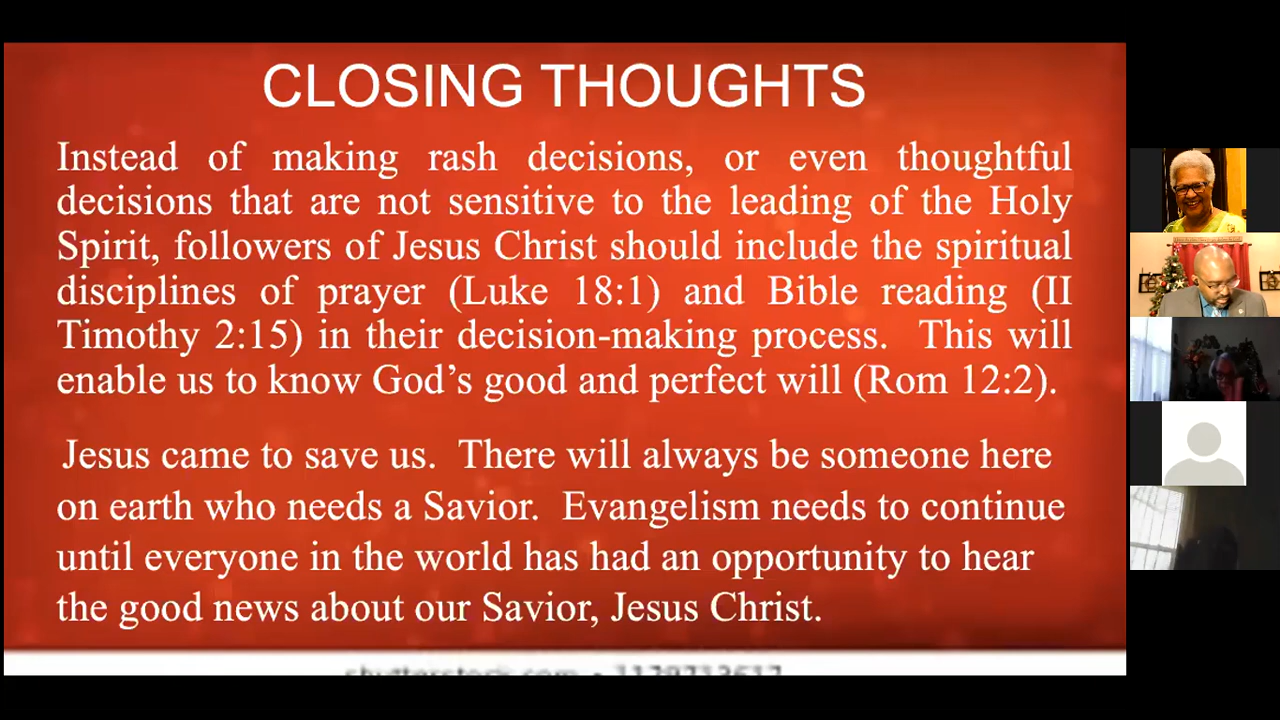 CLOSING THOUGHTS
Instead of making rash decisions, or even thoughtful
decisions that are not sensitive to the leading of the Holy
Spirit, followers of Jesus Christ should include the spiritual
disciplines of prayer (Luke 18:1) and Bible reading (II
Timothy 2:15) in their decision-making process. This will
enable us to know God’s good and perfect will (Rom 12:2).
Jesus came to save us. There will always be someone here
on earth who needs a Savior. Evangelism needs to continue
until everyone in the world has had an opportunity to hear
the good news about our Savior, Jesus Christ.
shutterstock.com •